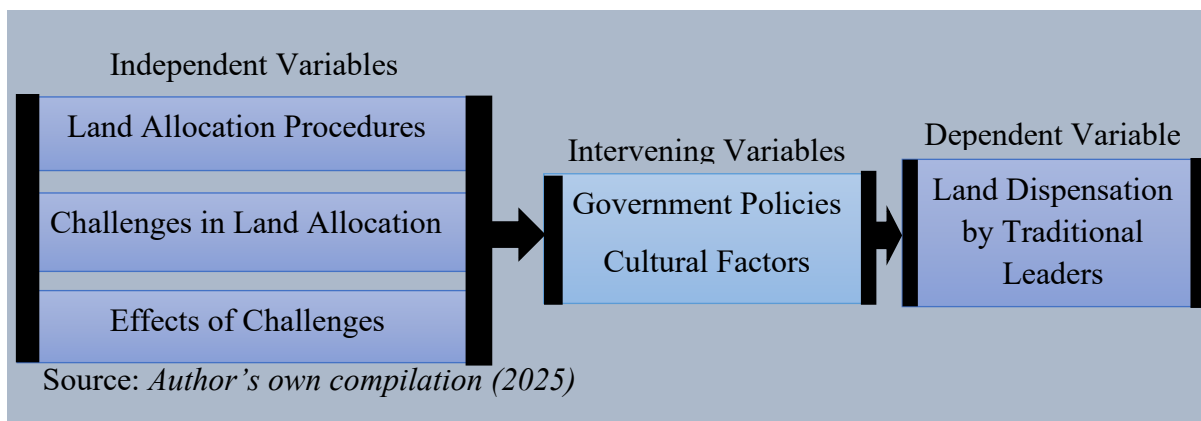 Independent Variables
Land Allocation Procedures
Challenges in Land Allocation
Effects of Challenges
Intervening Variables
Government Policies
Cultural Factors
Dependent Variable
Land Dispensation
by Traditional
Leaders
Source: Author’s own compilation (2025)